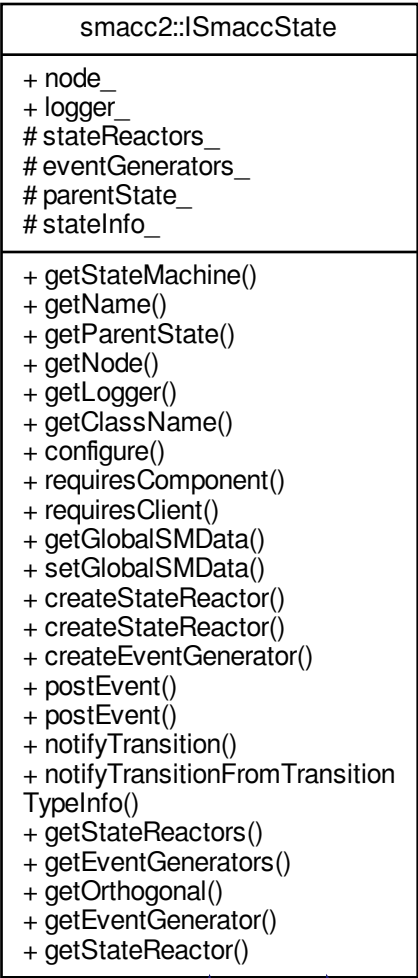 smacc2::ISmaccState
+ node_
+ logger_
# stateReactors_
# eventGenerators_
# parentState_
# stateInfo_
+ getStateMachine()
+ getName()
+ getParentState()
+ getNode()
+ getLogger()
+ getClassName()
+ configure()
+ requiresComponent()
+ requiresClient()
+ getGlobalSMData()
+ setGlobalSMData()
+ createStateReactor()
+ createStateReactor()
+ createEventGenerator()
+ postEvent()
+ postEvent()
+ notifyTransition()
+ notifyTransitionFromTransition
TypeInfo()
+ getStateReactors()
+ getEventGenerators()
+ getOrthogonal()
+ getEventGenerator()
+ getStateReactor()